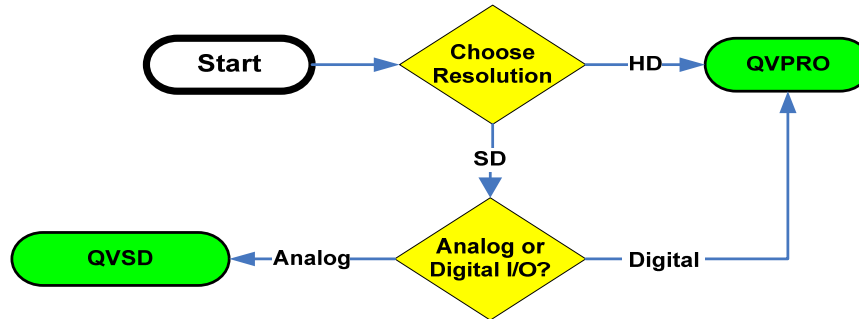 Start
Choose
Resolution
HD
QVPRO
SD
QVSD
Analog
Analog or
Digital I/O?
Digital